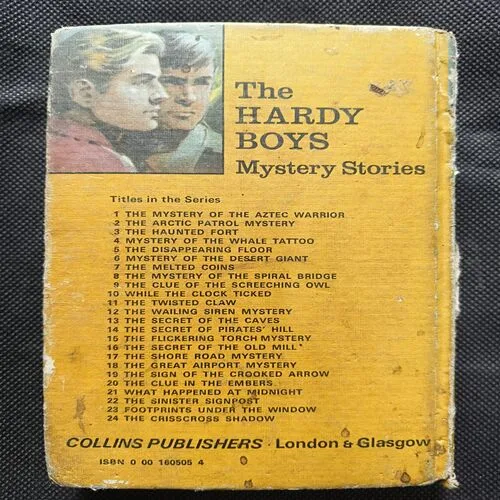 The
HARDY
BOYS
Mystery Stories
Titles in the Series
1 THE MYSTERY OF THE AZTEC WARRIOR
2 THE ARCTIC PATROL MYSTERY
3 THE HAUNTED FORT
4 MYSTERY OF THE WHALE TATTOO
5 THE DISAPPEARING FLOOR
6 MYSTERY OF THE DESERT GIANT
7 THE MELTED COINS
8 THE MYSTERY OF THE SPIRAL BRIDGE
9 THE CLUE OF THE SCREECHING OWL
10 WHILE THE CLOCK TICKED
11 THE TWISTED CLAW
12 THE WAILING SIREN MYSTERY
13 THE SECRET OF THE CAVES
14 THE SECRET OF PIRATES' HILL
15 THE FLICKERING TORCH MYSTERY
16 THE SECRET OF THE OLD MILL
17 THE SHORE ROAD MYSTERY
18 THE GREAT AIRPORT MYSTERY
19 THE SIGN OF THE CROOKED ARROW
20 THE CLUE IN THE EMBERS
21 WHAT HAPPENED AT MIDNIGHT
22 THE SINISTER SIGNPOST
23 FOOTPRINTS UNDER THE WINDOW
24 THE CRISSCROSS SHADOW
COLLINS PUBLISHERS · London & Glasgow
ISBN 0 00 160505 4